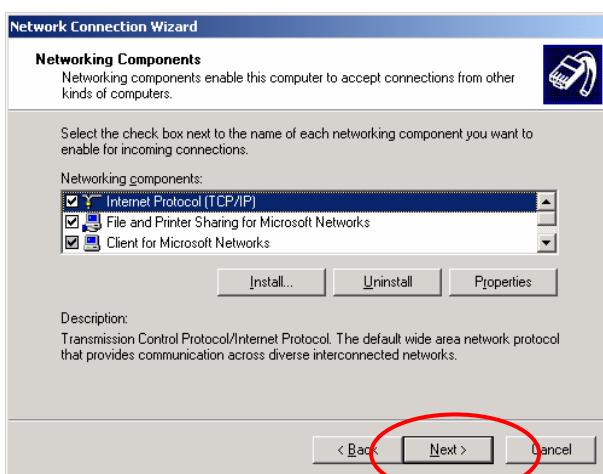 Network Connection Wizard
Networking Components
Networking components enable this computer to accept connections from other
kinds of computers.
Select the check box next to the name of each networking component you want to
enable for incoming connections.
Networking components:
Internet Protocol (TCP/IP)
File and Printer Sharing for Microsoft Networks
Client for Microsoft Networks
Install... Uninstall Properties
Description:
Transmission Control Protocol/Internet Protocol. The default wide area network protocol
that provides communication across diverse interconnected networks.
< Back Next > Cancel